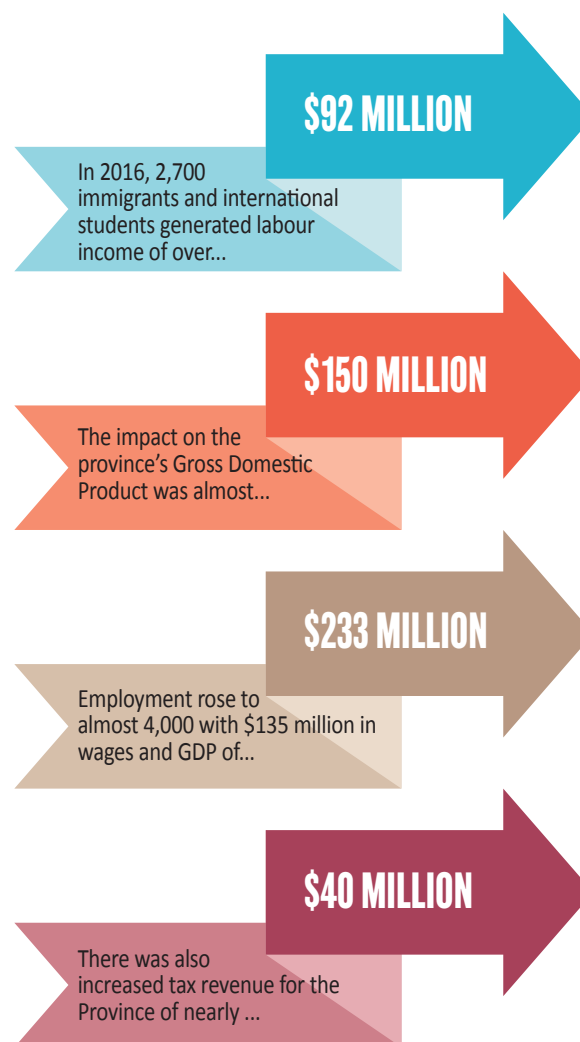 $92 MILLION
In 2016, 2,700
immigrants and international
students generated labour
income of over...
$150 MILLION
The impact on the
province’s Gross Domestic
Product was almost...
$233 MILLION
Employment rose to
almost 4,000 with $135 million in
wages and GDP of...
$40 MILLION
There was also
increased tax revenue for the
Province of nearly ...